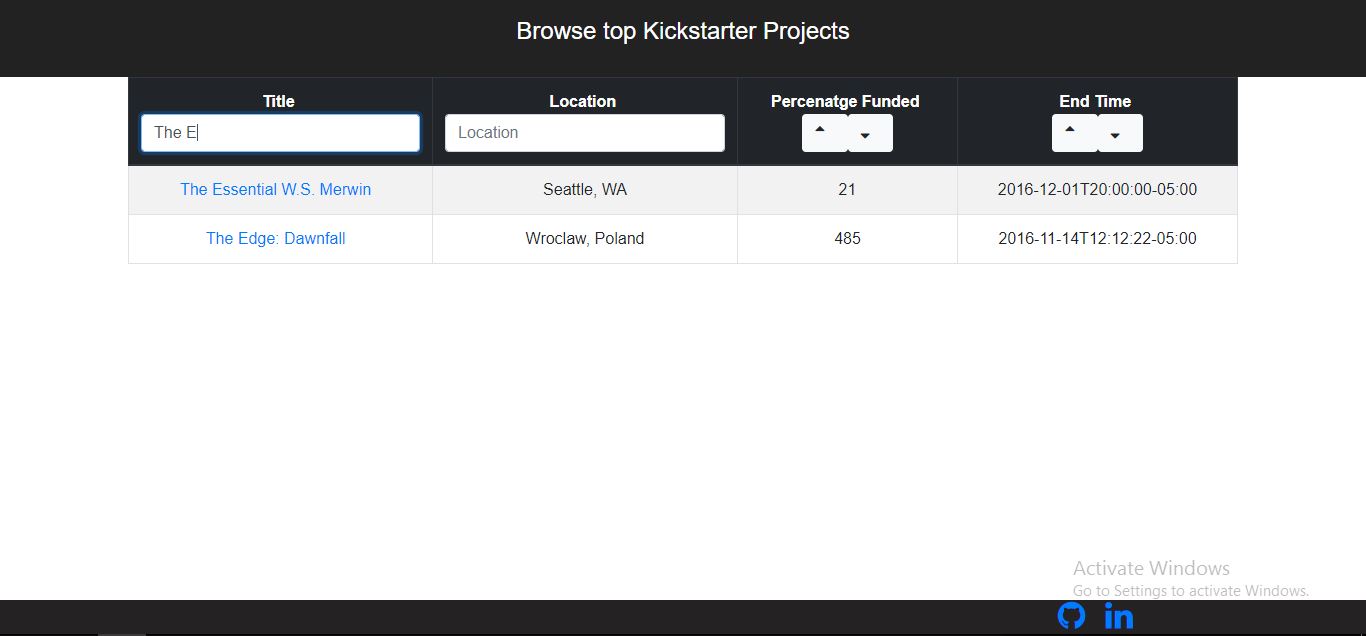 Browse top Kickstarter Projects
Title Location Percenatge Funded End Time
The E Location
The Essential W.S. Merwin Seattle, WA 21 2016-12-01T20:00:00-05:00
The Edge: Dawnfall Wroclaw, Poland 485 2016-11-14T12:12:22-05:00
Activate Windows
Go to Settings to activate Windows.
in